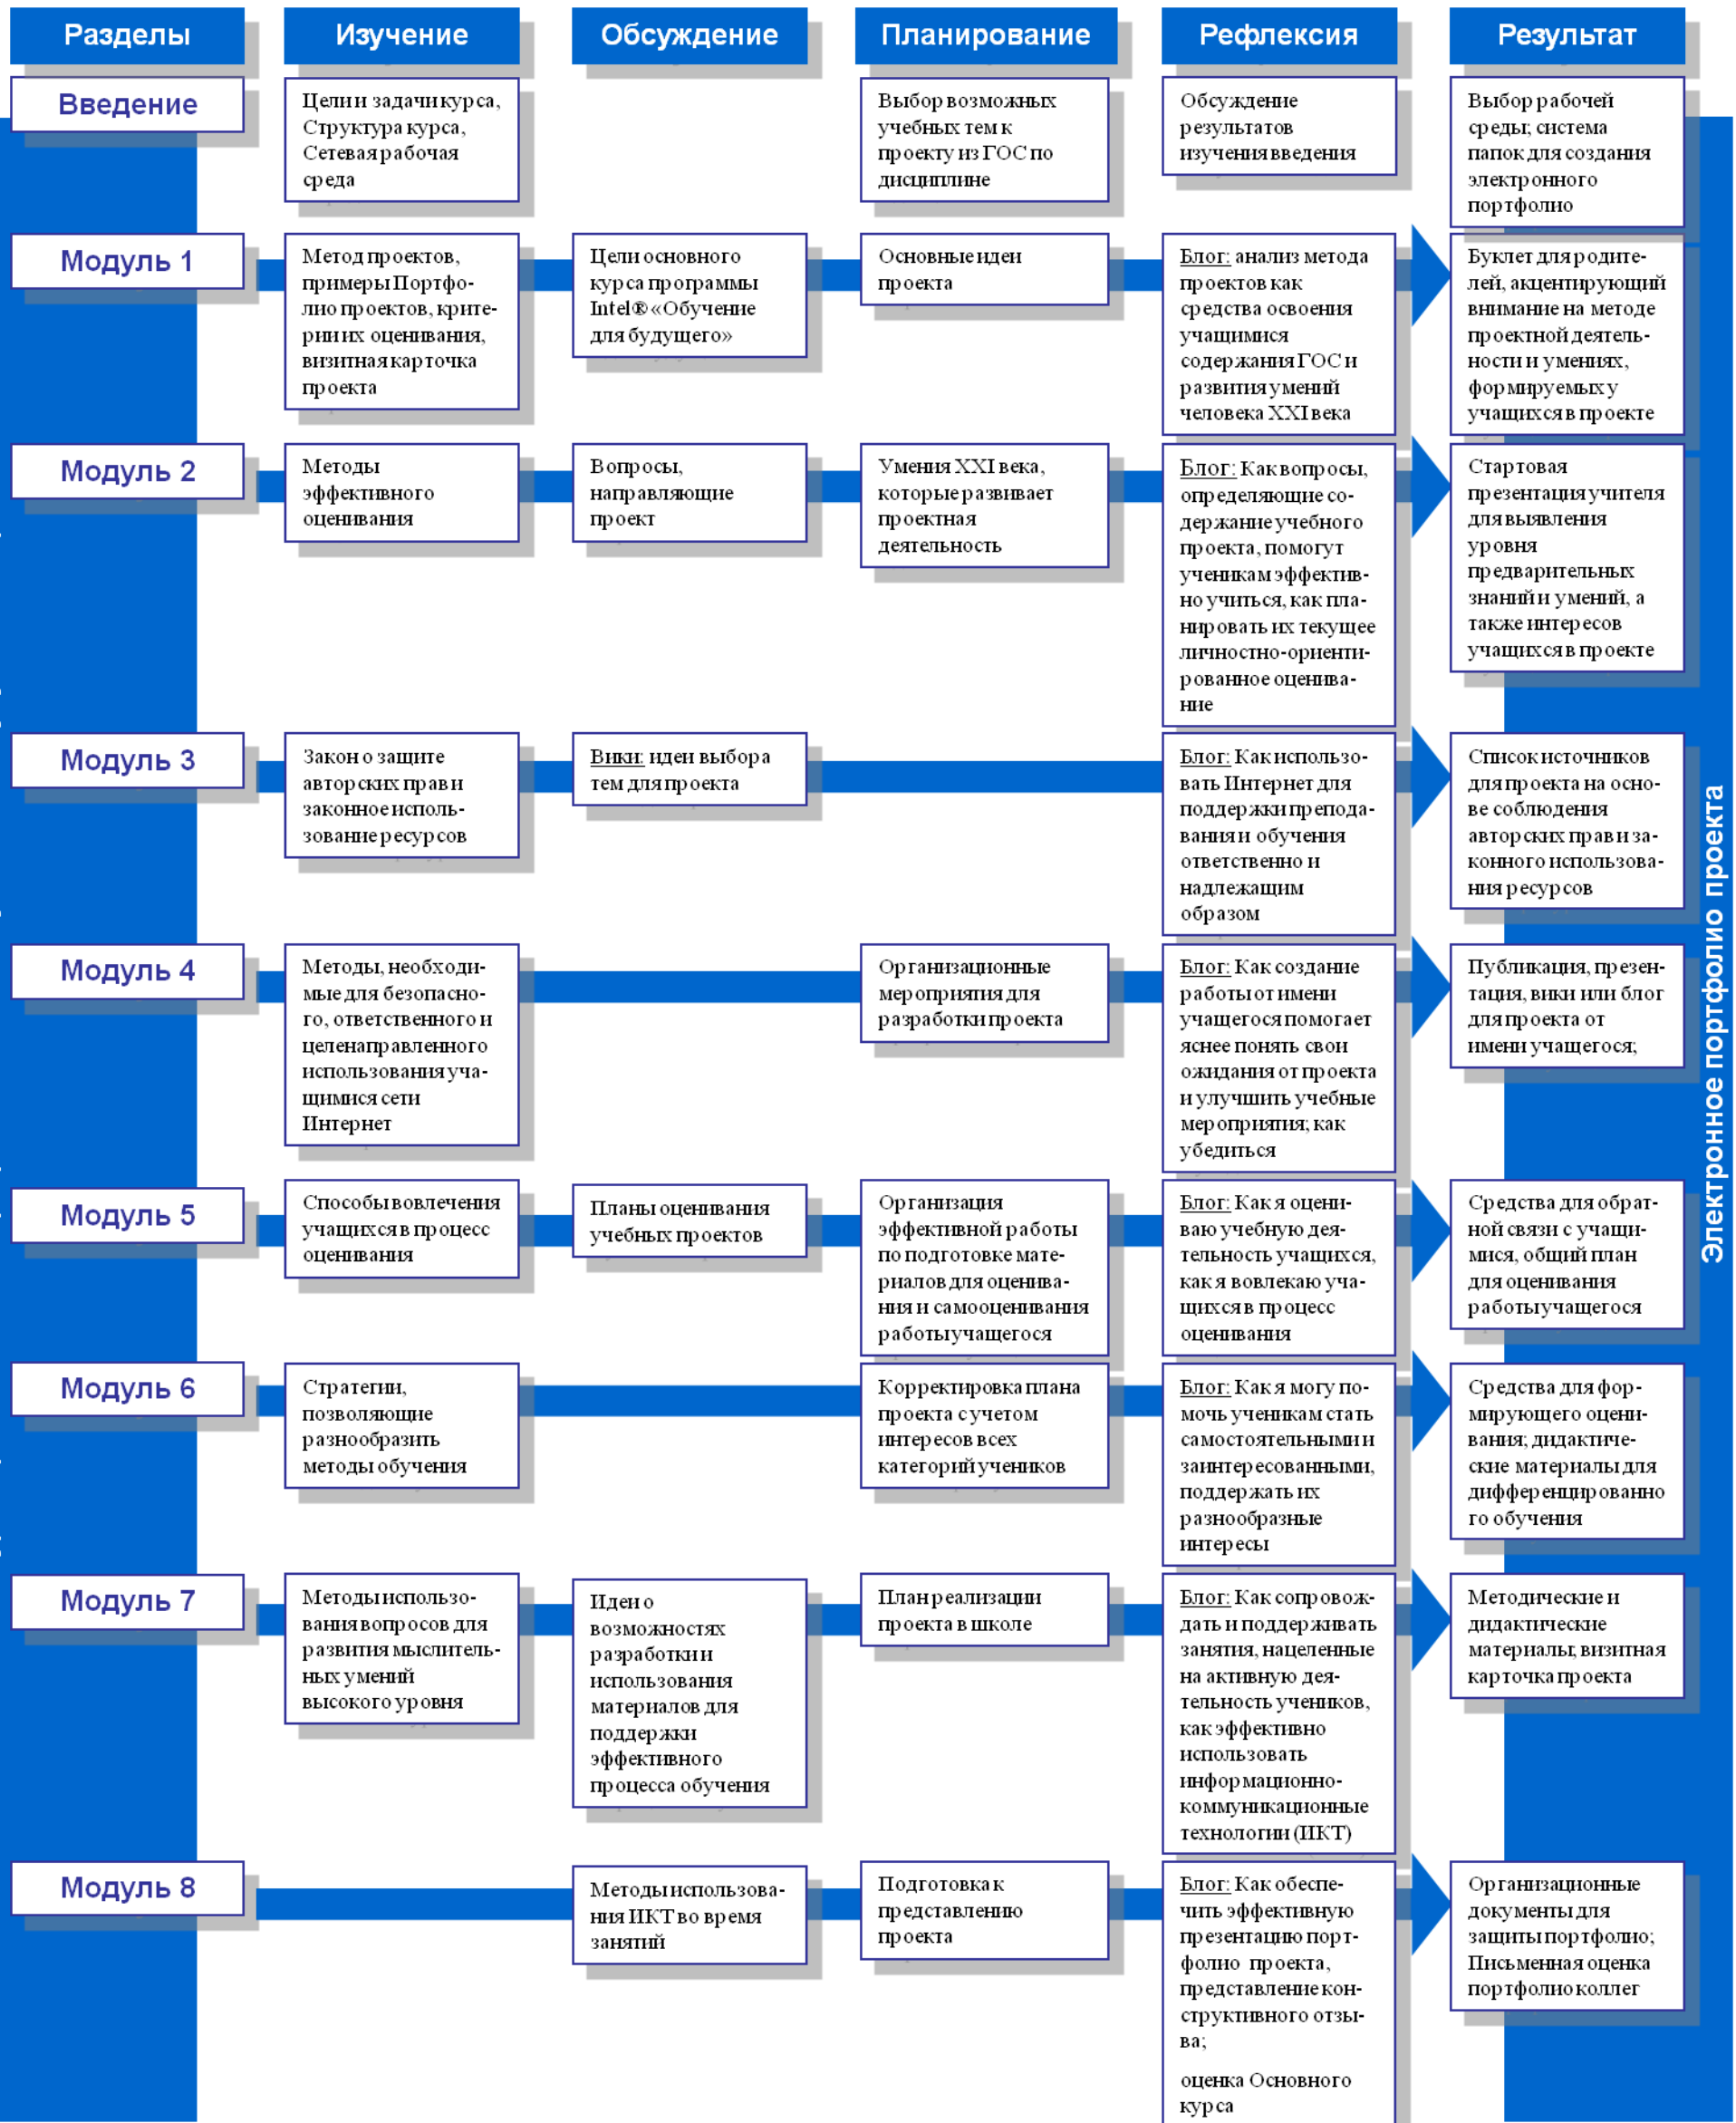 Разделы
Изучение
Обсуждение
Планирование
Рефлексия
Результат
Введение
Цели и задачи курса,
Структура курса,
Сетевая рабочая
среда
Выбор возможных
учебных тем к
проекту из ГОС по
дисциплине
Обсуждение
результатов
изучения введения
Выбор рабочей
среды; система
папок для создания
электронного
портфолио
Модуль 1
Метод проектов,
примеры Портфо-
лио проектов, крите-
рии их оценивания,
визитная карточка
проекта
Цели основного
курса программы
Intel® «Обучение
для будущего»
Основные идеи
проекта
Блог: анализ метода
проектов как
средства освоения
учащимися
содержания ГОС и
развития умений
человека XXI века
Буклет для родите-
лей, акцентирующий
внимание на методе
проектной деятель-
ности и умениях,
формируемых у
учащихся в проекте
Модуль 2
Методы
эффективного
оценивания
Вопросы,
направляющие
проект
Умения XXI века,
которые развивает
проектная
деятельность
Блог: Как вопросы,
определяющие со-
держание учебного
проекта, помогут
ученикам эффектив-
но учиться, как пла-
нировать их текущее
личностно-ориенти-
рованное оценива-
ние
Стартовая
презентация учителя
для выявления
уровня
предварительных
знаний и умений, а
также интересов
учащихся в проекте
Модуль 3
Закон о защите
авторских прав и
законное исполь-
зование ресурсов
Вики: идеи выбора
тем для проекта
Блог: Как использо-
вать Интернет для
поддержки препода-
вания и обучения
ответственно и
надлежащим
образом
Список источников
для проекта на осно-
ве соблюдения
авторских прав и за-
конного использова-
ния ресурсов
Модуль 4
Методы, необходи-
мые для безопасно-
го, ответственного и
целенаправленного
использования уча-
щимися сети
Интернет
Организационные
мероприятия для
разработки проекта
Блог: Как создание
работы от имени
учащегося помогает
яснее понять свои
ожидания от проекта
и улучшить учебные
мероприятия; как
убедиться
Публикация, презен-
тация, вики или блог
для проекта от
имени учащегося;
Модуль 5
Способы вовлечения
учащихся в процесс
оценивания
Планы оценивания
учебных проектов
Организация
эффективной работы
по подготовке мате-
риалов для оценива-
ния и самооценивания
работы учащегося
Блог: Как я оцени-
ваю учебную дея-
тельность учащихся,
как я вовлекаю уча-
щихся в процесс
оценивания
Средства для обрат-
ной связи с учащи-
мися, общий план
для оценивания
работы учащегося
Модуль 6
Стратегии,
позволяющие
разнообразить
методы обучения
Корректировка плана
проекта с учетом
интересов всех
категорий учеников
Блог: Как я могу по-
мочь ученикам стать
самостоятельными и
заинтересованными,
поддержать их
разнообразные
интересы
Средства для фор-
мирующего оцени-
вания; дидактиче-
ские материалы для
дифференцированно
го обучения
Модуль 7
Методы использо-
вания вопросов для
развития мыслитель-
ных умений
высокого уровня
Идеи о
возможностях
разработки и
использования
материалов для
поддержки
эффективного
процесса обучения
План реализации
проекта в школе
Блог: Как сопровож-
дать и поддерживать
занятия, нацеленные
на активную дея-
тельность учеников,
как эффективно
использовать
информационно-
коммуникационные
технологии (ИКТ)
Методические и
дидактические
материалы; визитная
карточка проекта
Модуль 8
Методы использова-
ния ИКТ во время
занятий
Подготовка к
представлению
проекта
Блог: Как обеспе-
чить эффективную
презентацию порт-
фолио проекта,
представление кон-
структивного отзы-
ва;
оценка Основного
курса
Организационные
документы для
защиты портфолио;
Письменная оценка
портфолио коллег
Электронное портфолио проекта